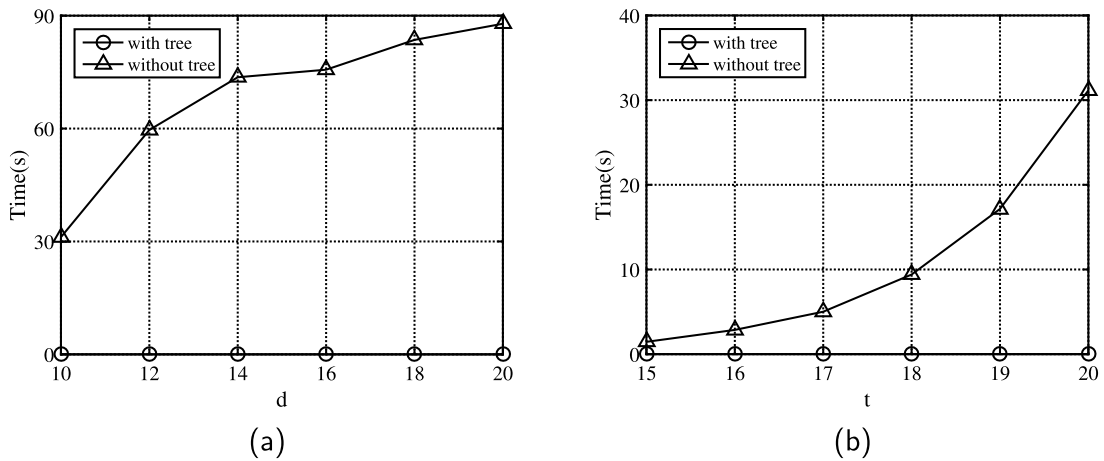 90
60
30
0
Time(s)
with tree
without tree
10 12 14 16 18 20
d
(a)
40
30
20
10
0
Time(s)
with tree
without tree
15 16 17 18 19 20
t
(b)